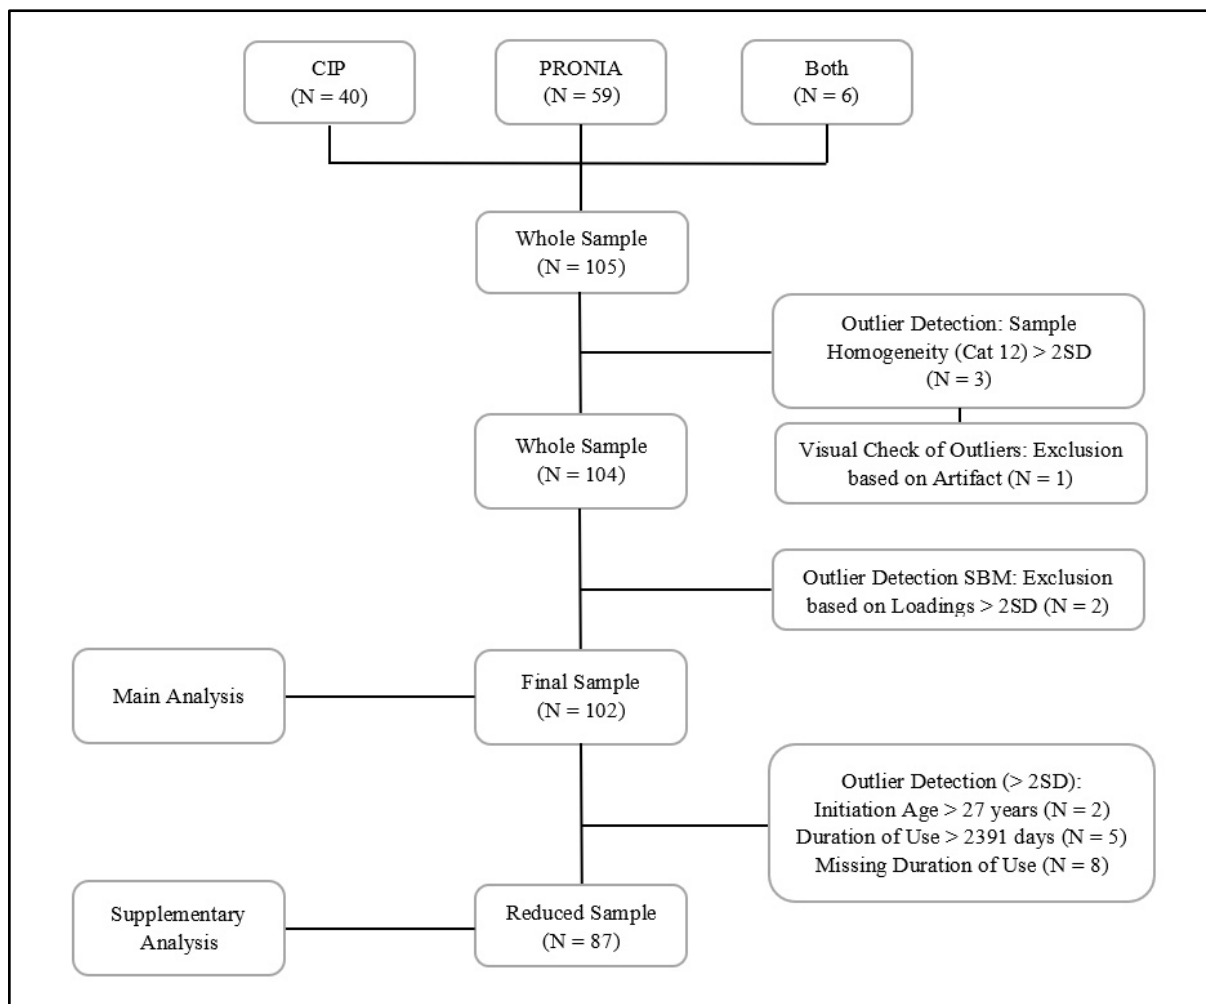 CIP
(N = 40)
PRONIA
(N = 59)
Both
(N = 6)
Whole Sample
(N = 105)
Outlier Detection: Sample
Homogeneity (Cat 12) > 2SD
(N = 3)
Whole Sample
(N = 104)
Visual Check of Outliers: Exclusion
based on Artifact (N = 1)
Outlier Detection SBM: Exclusion
based on Loadings > 2SD (N = 2)
Main Analysis
Final Sample
(N = 102)
Outlier Detection (> 2SD):
Initiation Age > 27 years (N = 2)
Duration of Use > 2391 days (N = 5)
Missing Duration of Use (N = 8)
Supplementary
Analysis
Reduced Sample
(N = 87)